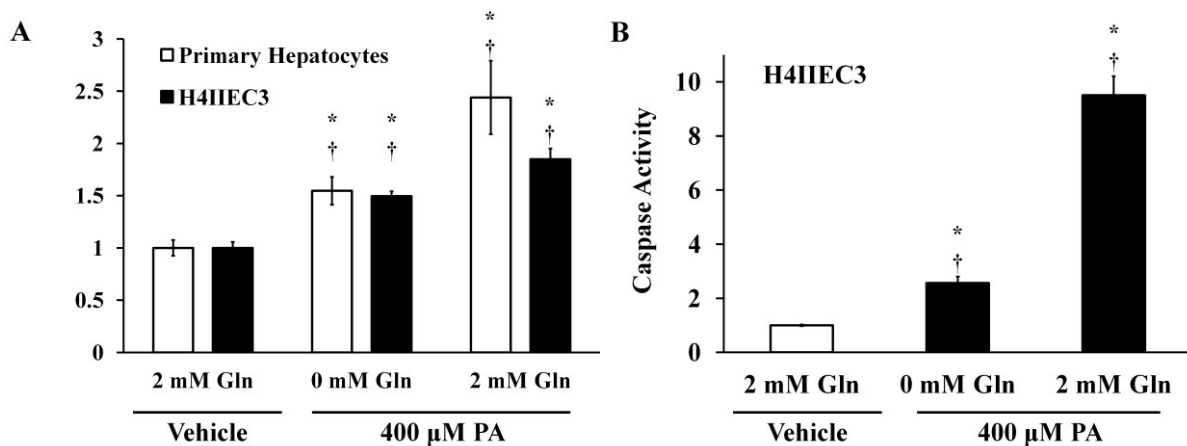 A
3
2.5
2
1.5
1
0.5
0
Primary Hepatocytes
H4IIEC3
*
†
*
†
*
†
*
†
2 mM Gln
0 mM Gln
2 mM Gln
Vehicle
400 µM PA
B
H4IIEC3
Caspase Activity
10
8
6
4
2
0
*
†
*
†
2 mM Gln
0 mM Gln
2 mM Gln
Vehicle
400 µM PA